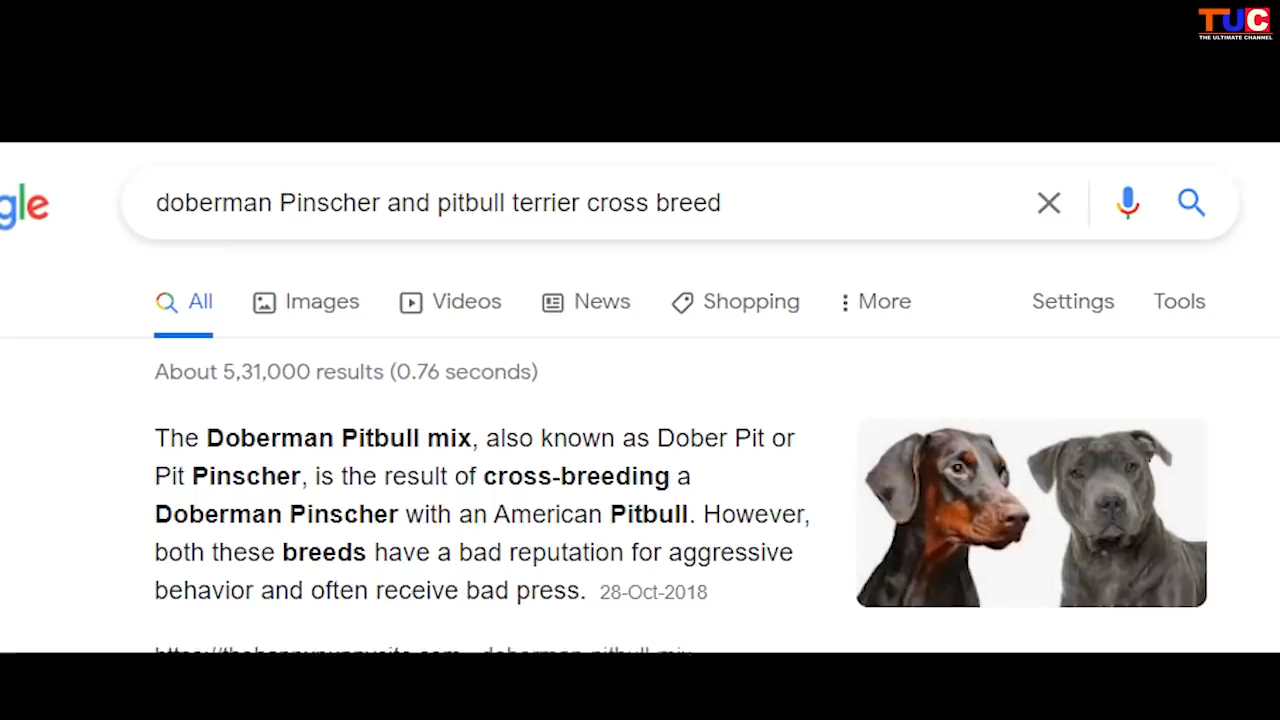 TUC
THE ULTIMATE CHANNEL
gle
doberman Pinscher and pitbull terrier cross breed
All Images Videos News Shopping More Settings Tools
About 5,31,000 results (0.76 seconds)
The Doberman Pitbull mix, also known as Dober Pit or
Pit Pinscher, is the result of cross-breeding a
Doberman Pinscher with an American Pitbull. However,
both these breeds have a bad reputation for aggressive
behavior and often receive bad press. 28-Oct-2018